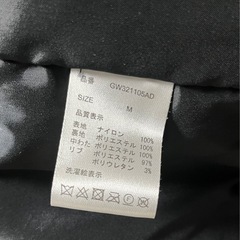 品番 GW321105AD
SIZE M
品質表示
表地 ナイロン 100%
裏地 ポリエステル 100%
中わた ポリエステル 100%
リブ ポリエステル 97%
ポリウレタン 3%
洗濯絵表示